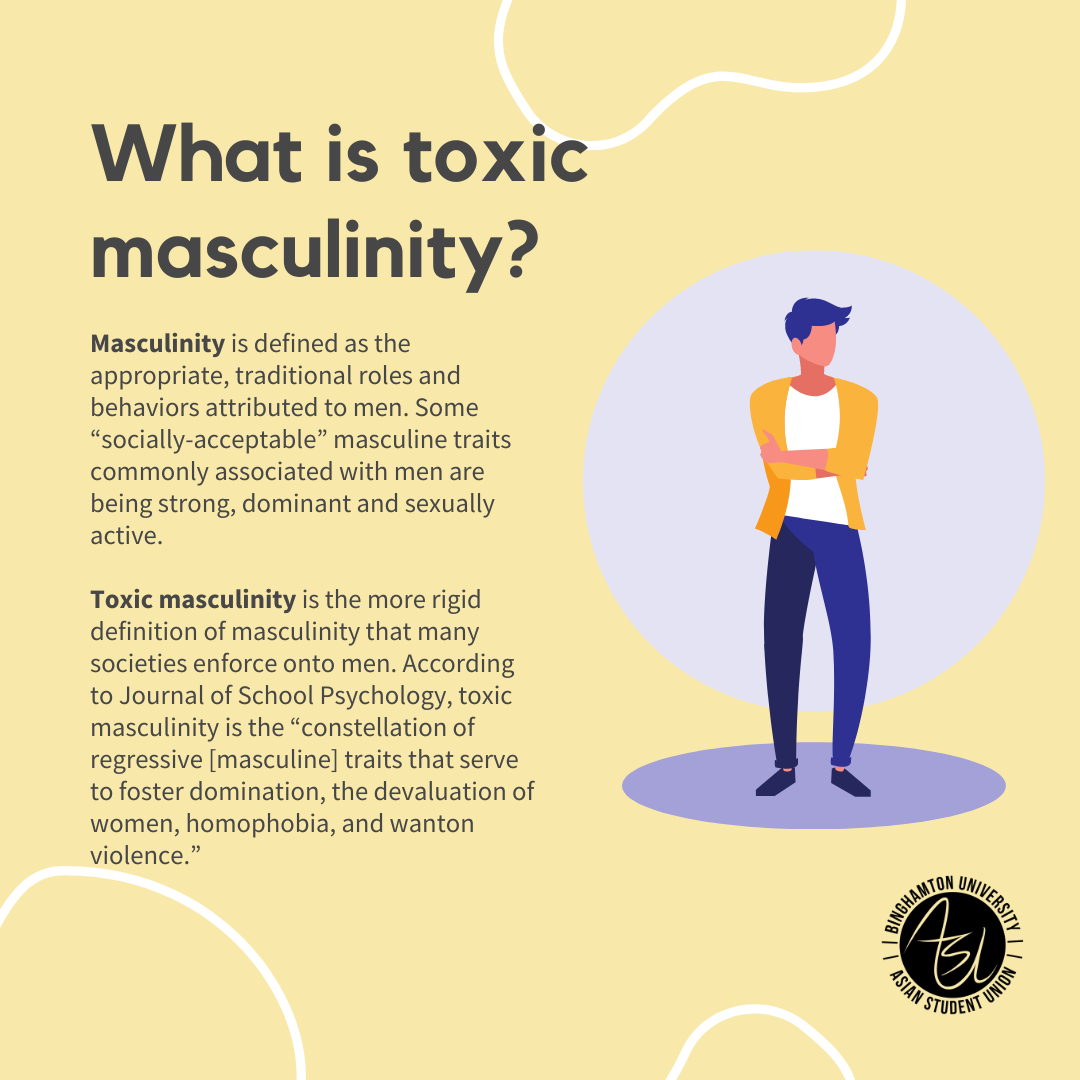 What is toxic
masculinity?
Masculinity is defined as the
appropriate, traditional roles and
behaviors attributed to men. Some
“socially-acceptable” masculine traits
commonly associated with men are
being strong, dominant and sexually
active.
Toxic masculinity is the more rigid
definition of masculinity that many
societies enforce onto men. According
to Journal of School Psychology, toxic
masculinity is the “constellation of
regressive [masculine] traits that serve
to foster domination, the devaluation of
women, homophobia, and wanton
violence.”
BINGHAMTON UNIVERSITY
ASU
ASIAN STUDENT UNION